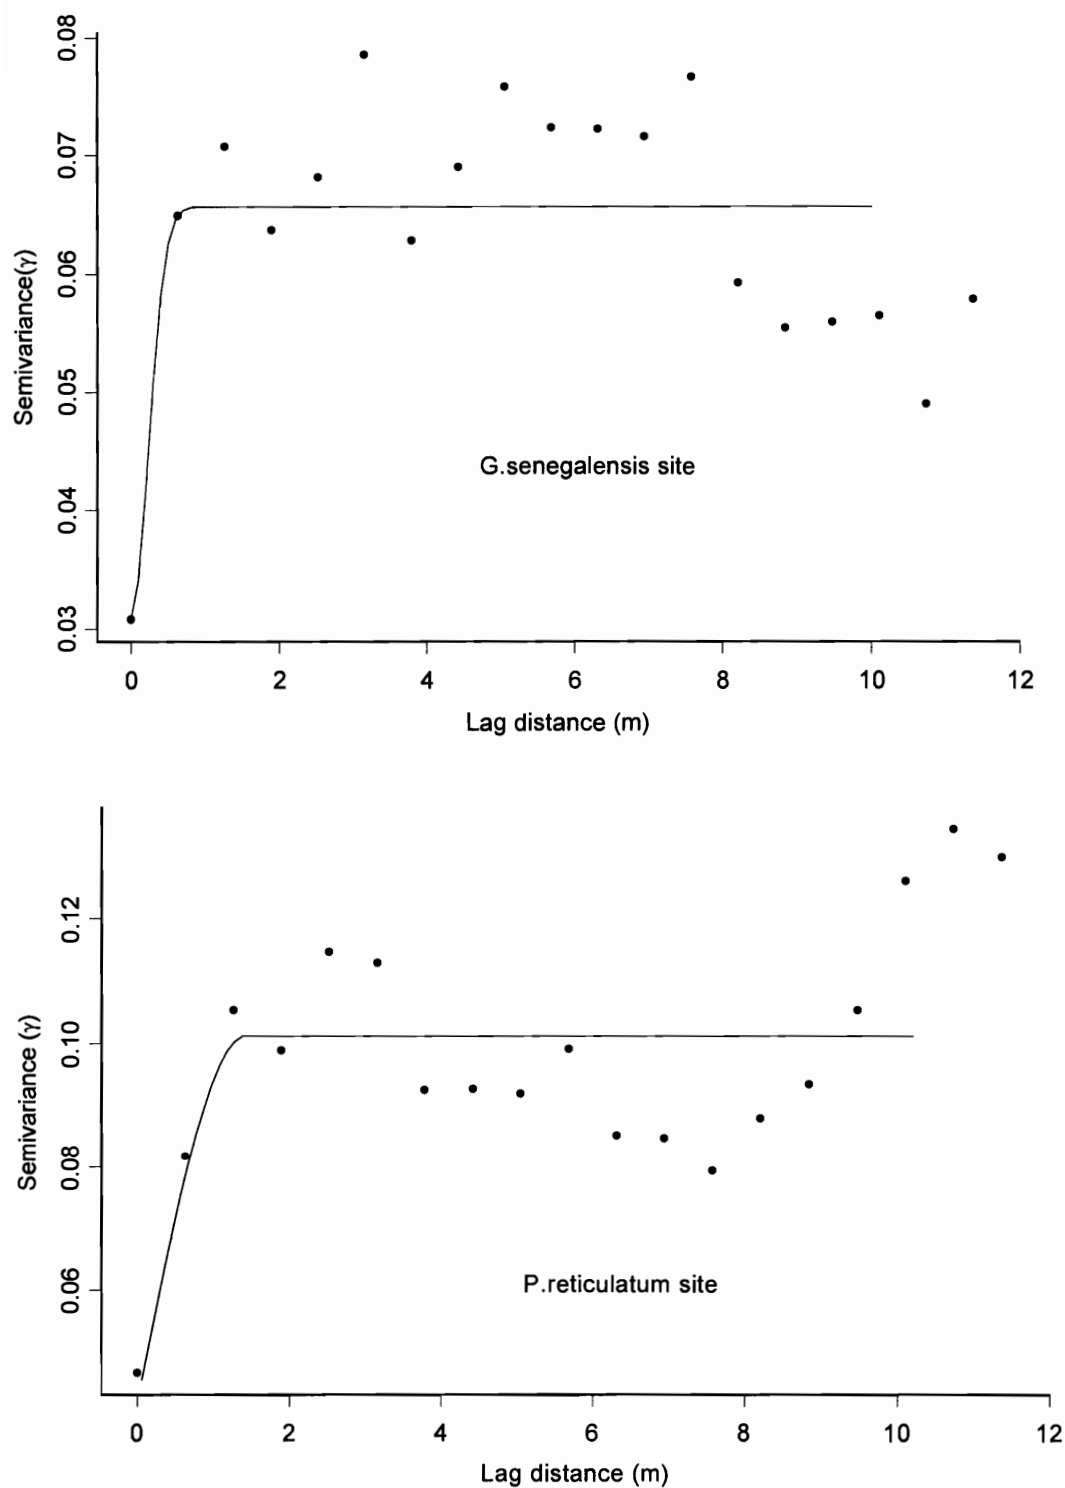 0.08
0.07
0.06
0.05
0.04
0.03
Semivariance(γ)
G.senegalensis site
0 2 4 6 8 10 12
Lag distance (m)
0.12
0.10
0.08
0.06
Semivariance (γ)
P.reticulatum site
0 2 4 6 8 10 12
Lag distance (m)